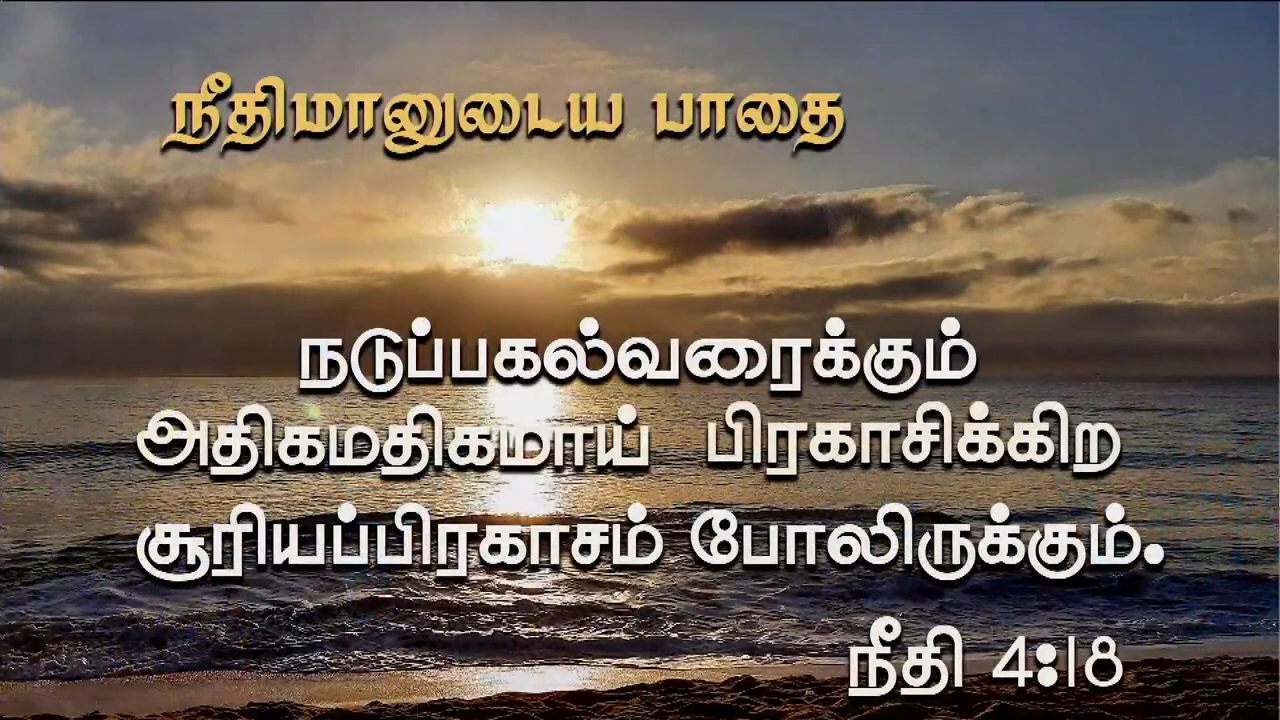 நீதிமானுடைய பாதை
நடுப்பகல்வரைக்கும்
அதிகமதிகமாய் பிரகாசிக்கிற
சூரியப்பிரகாசம் போலிருக்கும்.
நீதி 4:18